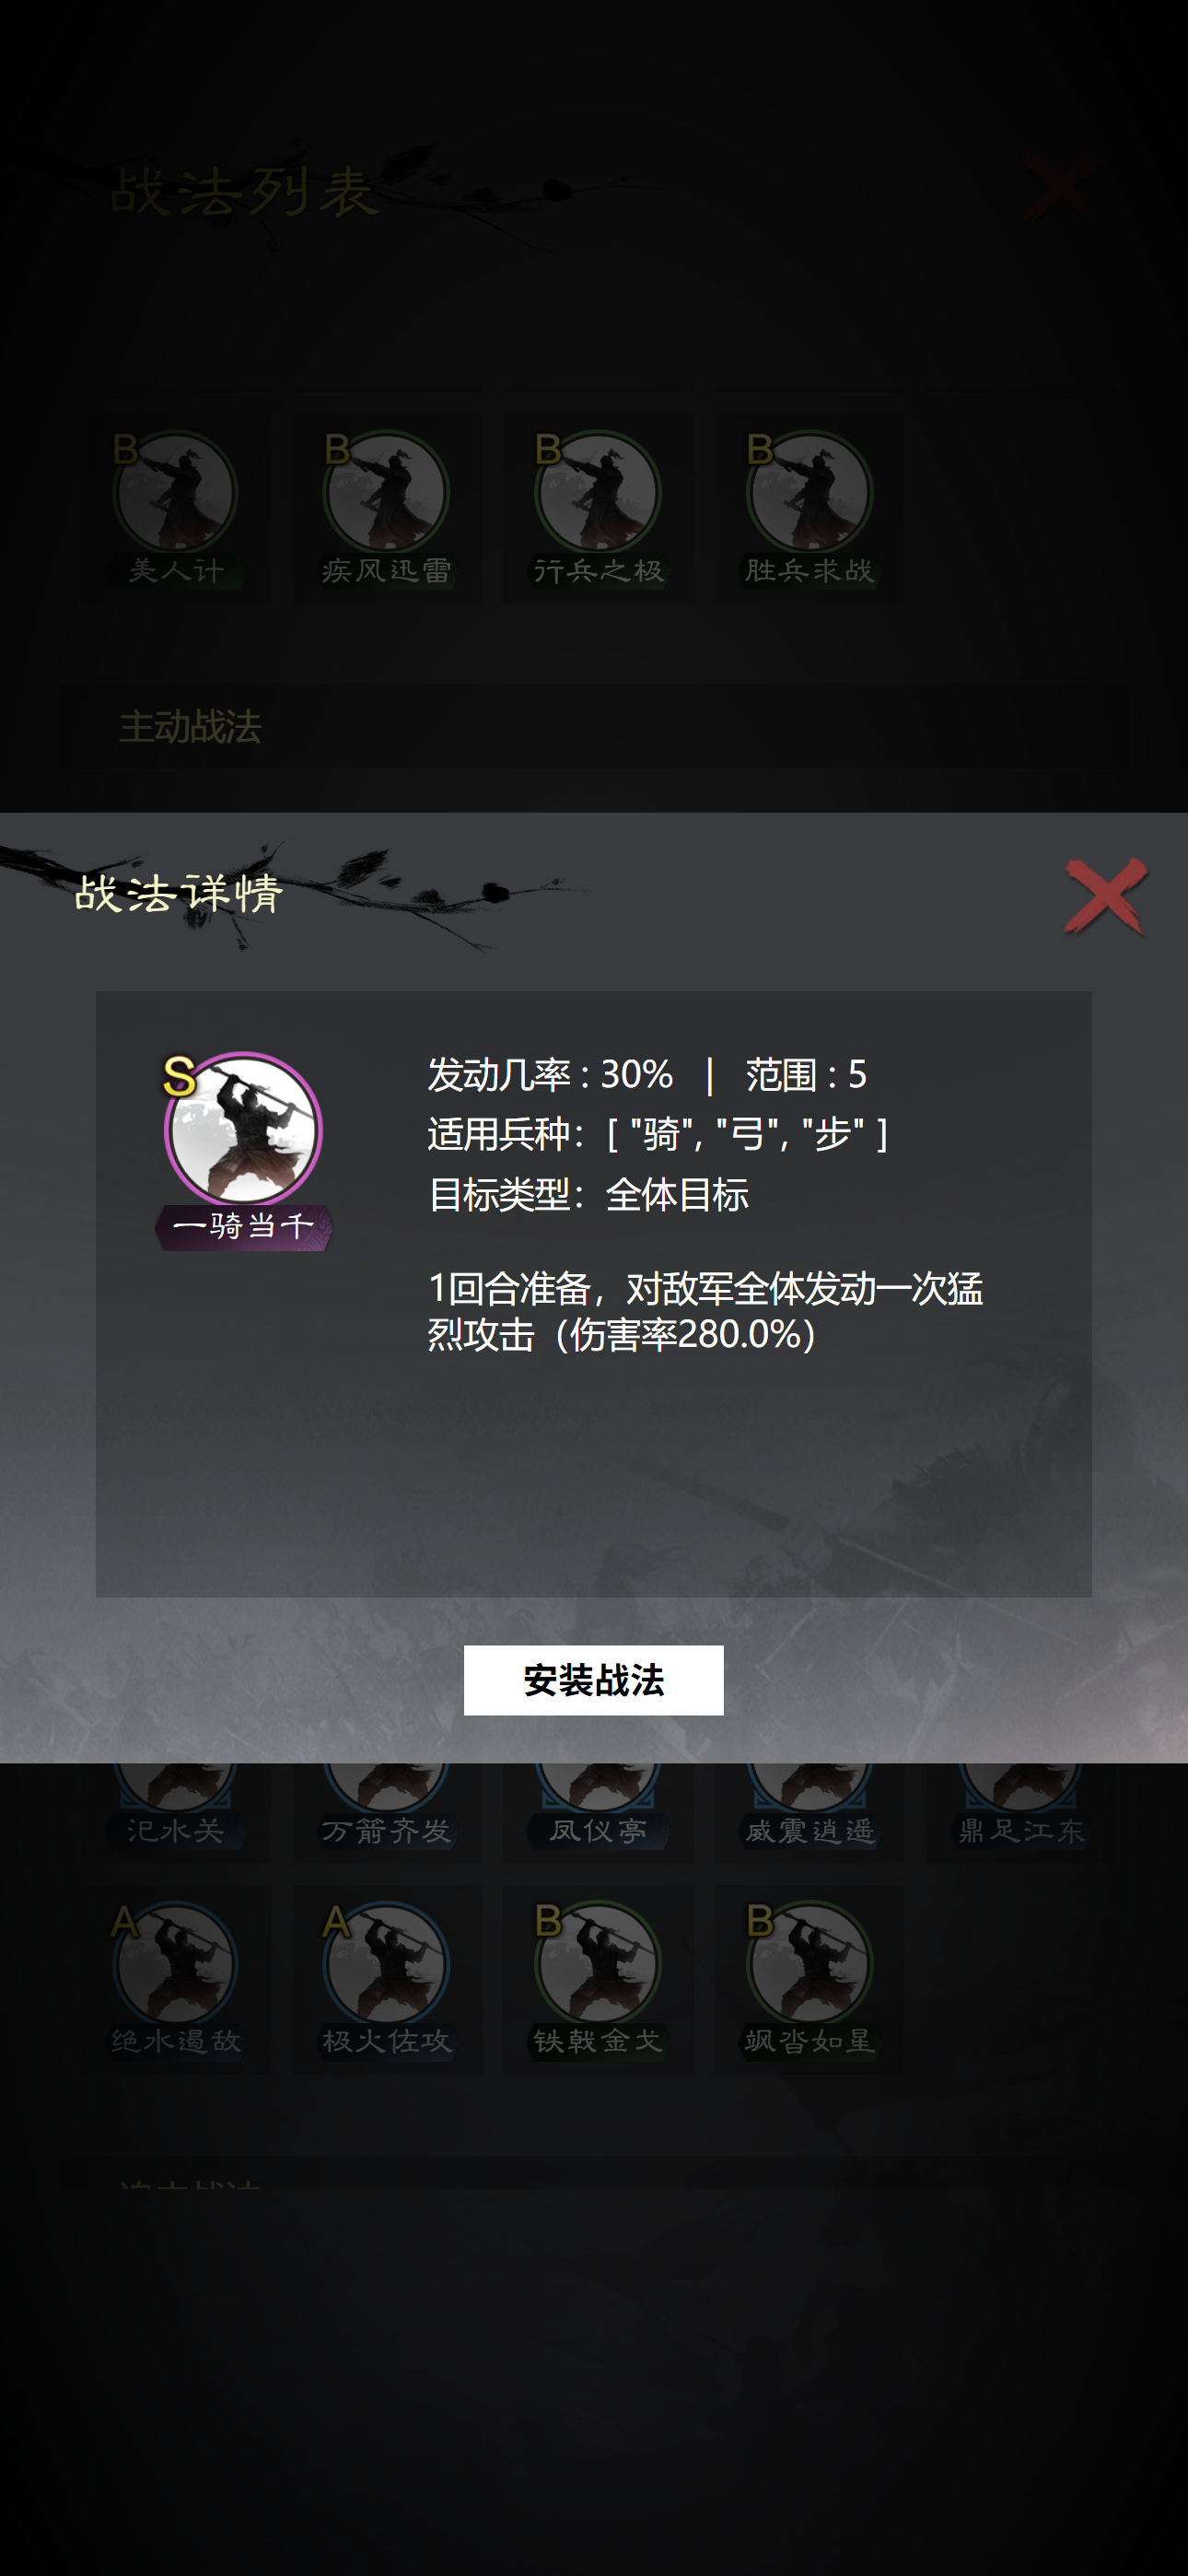 战法列表
B B B B
美人计 疾风迅雷 行兵之极 胜兵求战
主动战法
战法详情
S
一骑当千
发动几率 : 30% | 范围 : 5
适用兵种：[ "骑", "弓", "步" ]
目标类型：全体目标
1回合准备，对敌军全体发动一次猛
烈攻击（伤害率280.0%）
安装战法
汜水关 万箭齐发 凤仪亭 威震逍遥 鼎足江东
A A B B
绝水遏敌 极火佐攻 铁戟金戈 飒沓如星